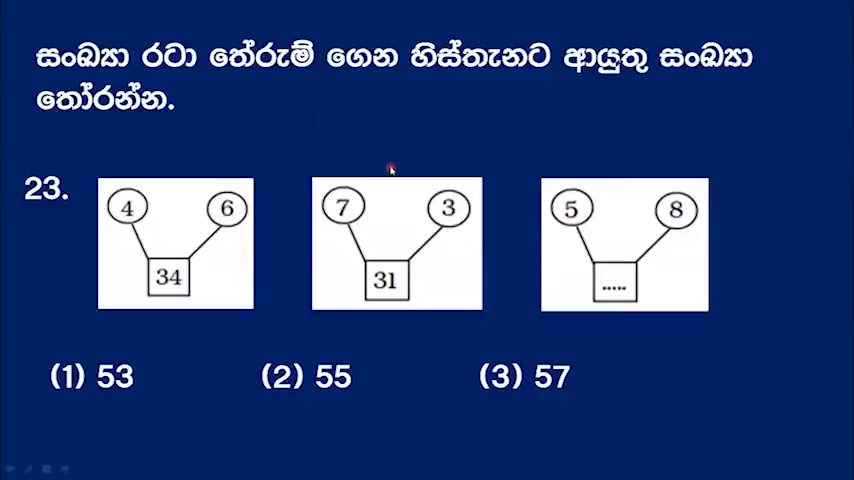 සංඛ්‍යා රටා තේරුම් ගෙන හිස්තැනට ආයුතු සංඛ්‍යා
තෝරන්න.
23.
4 6 7 3 5 8
34 31 .....
(1) 53 (2) 55 (3) 57